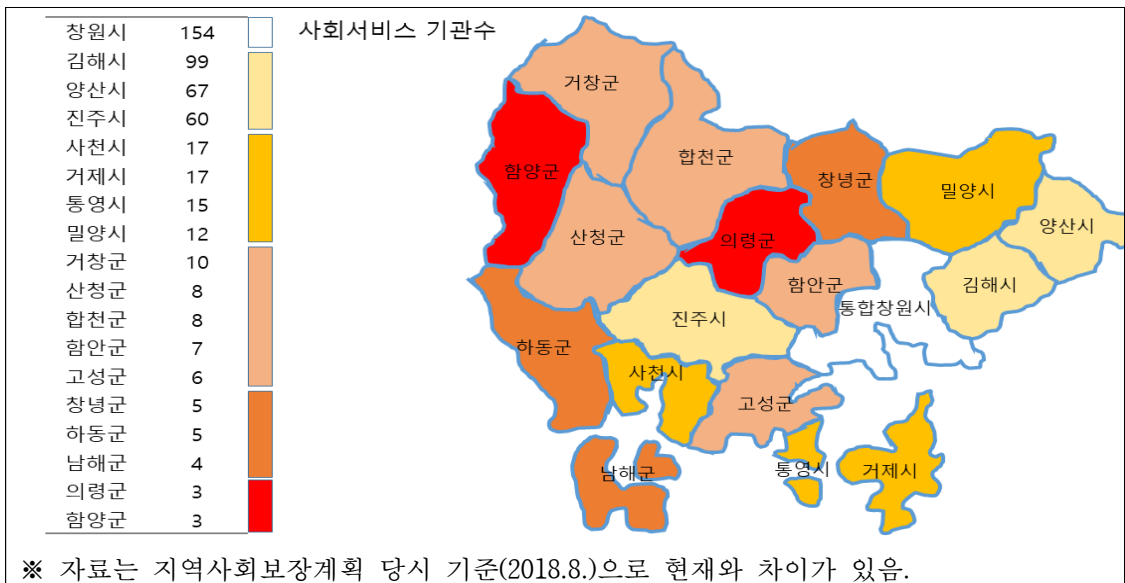 사회서비스 기관수
창원시 154
김해시 99
양산시 67
진주시 60
사천시 17
거제시 17
통영시 15
밀양시 12
거창군 10
산청군 8
합천군 8
함안군 7
고성군 6
창녕군 5
하동군 5
남해군 4
의령군 3
함양군 3
거창군
합천군
함양군
창녕군
밀양시
양산시
산청군
의령군
함안군
김해시
통합창원시
진주시
하동군
사천시
고성군
남해군
통영시
거제시
※ 자료는 지역사회보장계획 당시 기준(2018.8.)으로 현재와 차이가 있음.